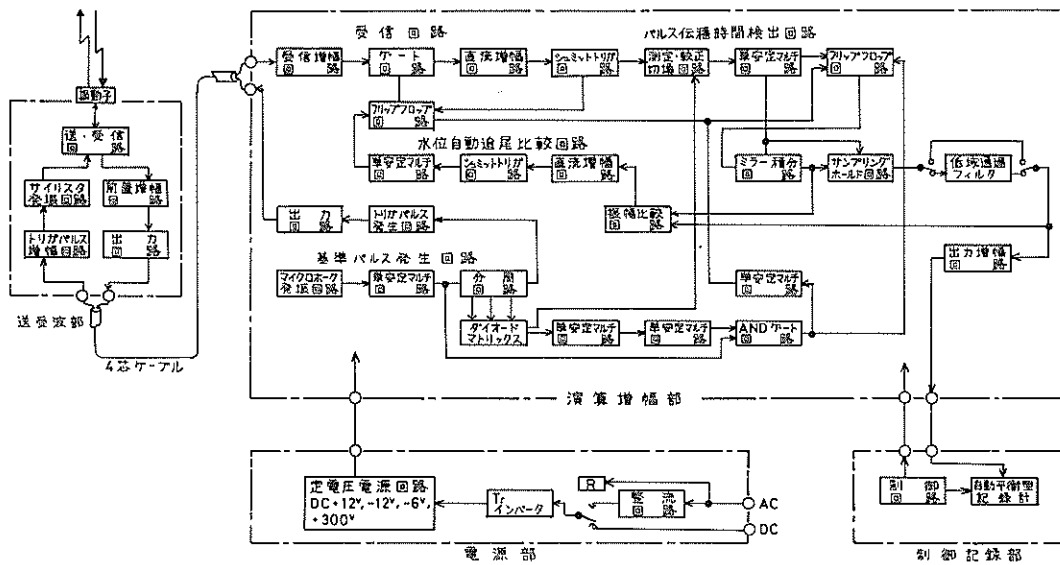 受信回路
パルス伝播時間検出回路
受信増幅
回路
ゲート
回路
直流増幅
回路
シュミットトリガ
回路
測定・較正
切換回路
単安定マルチ
回路
フリップフロップ
回路
フリップフロップ
回路
振動子
送・受信
回路
サイリスタ
発振回路
前置増幅
回路
トリガパルス
増幅回路
出力
回路
送受波部
4芯ケーブル
水位自動追尾比較回路
単安定マルチ
回路
シュミットトリガ
回路
直流増幅
回路
ミラー積分
回路
サンプリング
ホールド回路
低域通過
フィルタ
出力
回路
トリガパルス
発生回路
振幅比較
回路
出力増幅
回路
基準パルス発生回路
マイクロホーク
発振回路
単安定マルチ
回路
分周
回路
単安定マルチ
回路
ダイオード
マトリックス
単安定マルチ
回路
単安定マルチ
回路
ANDゲート
回路
演算増幅部
定電圧電源回路
DC+12V,-12V,-6V,
+300V
Tr
インバータ
R
整流
回路
AC
DC
電源部
制御
回路
自動平衡型
記録計
制御記録部